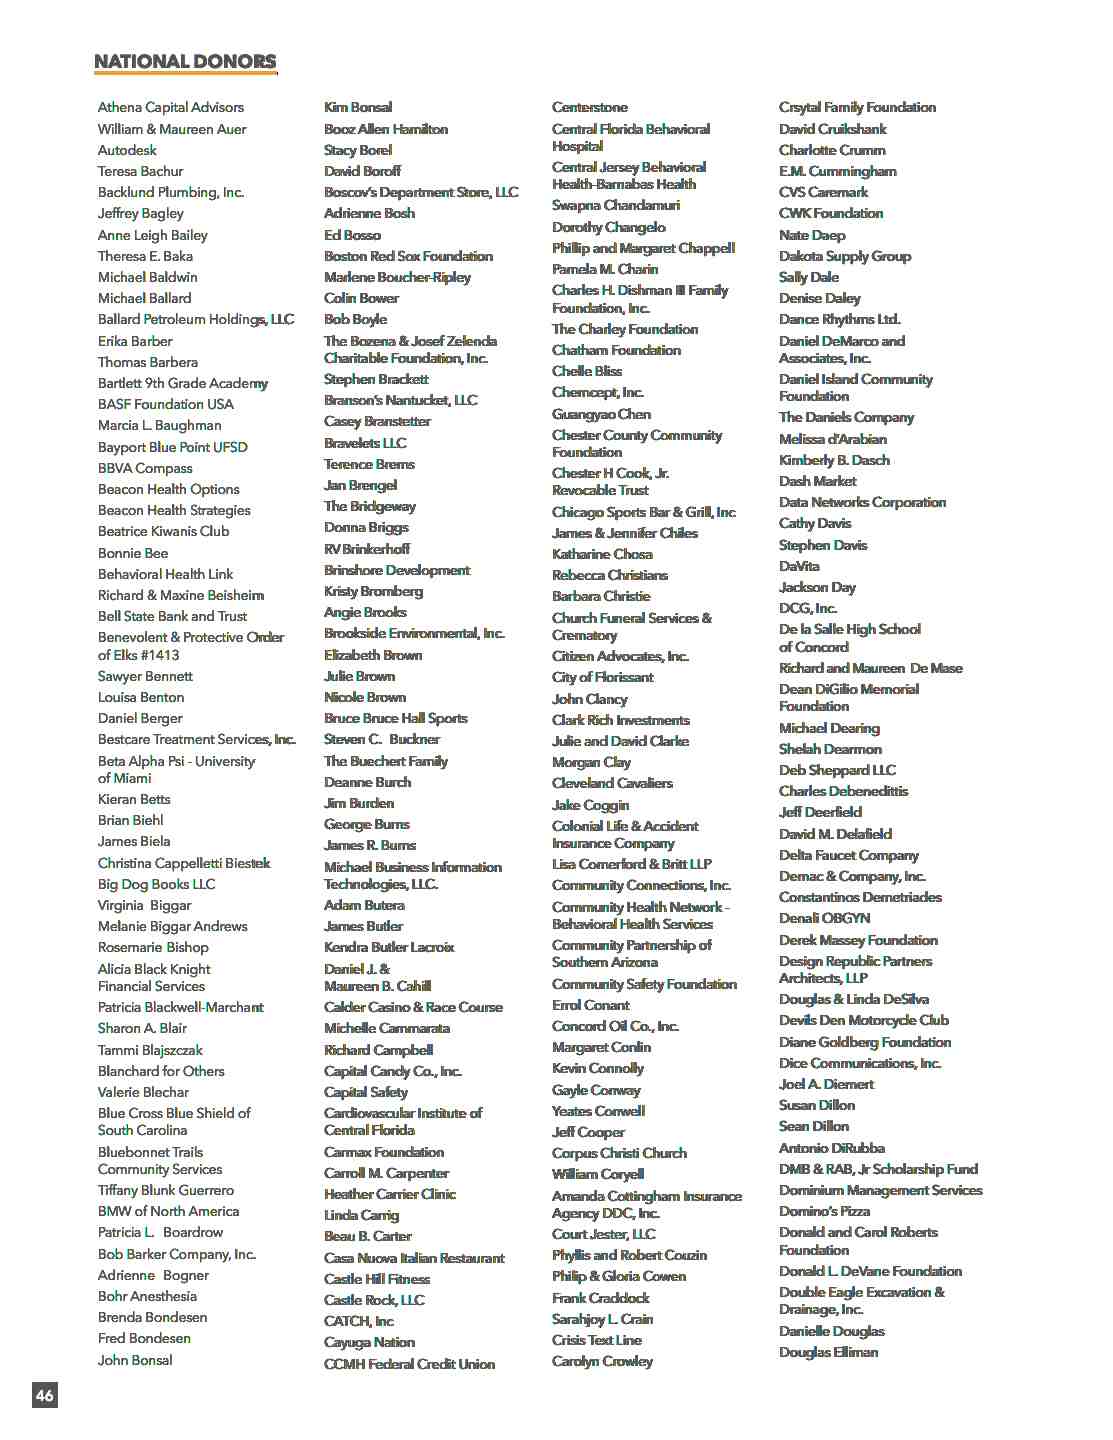 NATIONAL DONORS
Athena Capital Advisors
William & Maureen Auer
Autodesk
Teresa Bachur
Backlund Plumbing, Inc.
Jeffrey Bagley
Anne Leigh Bailey
Theresa E. Baka
Michael Baldwin
Michael Ballard
Ballard Petroleum Holdings, LLC
Erika Barber
Thomas Barbera
Bartlett 9th Grade Academy
BASF Foundation USA
Marcia L. Baughman
Bayport Blue Point UFSD
BBVA Compass
Beacon Health Options
Beacon Health Strategies
Beatrice Kiwanis Club
Bonnie Bee
Behavioral Health Link
Richard & Maxine Beisheim
Bell State Bank and Trust
Benevolent & Protective Order
of Elks #1413
Sawyer Bennett
Louisa Benton
Daniel Berger
Bestcare Treatment Services, Inc.
Beta Alpha Psi - University
of Miami
Kieran Betts
Brian Biehl
James Biela
Christina Cappelletti Biestek
Big Dog Books LLC
Virginia Biggar
Melanie Biggar Andrews
Rosemarie Bishop
Alicia Black Knight
Financial Services
Patricia Blackwell-Marchant
Sharon A. Blair
Tammi Blajszczak
Blanchard for Others
Valerie Blechar
Blue Cross Blue Shield of
South Carolina
Bluebonnet Trails
Community Services
Tiffany Blunk Guerrero
BMW of North America
Patricia L. Boardrow
Bob Barker Company, Inc.
Adrienne Bogner
Bohr Anesthesia
Brenda Bondesen
Fred Bondesen
John Bonsal
Kim Bonsal
Booz Allen Hamilton
Stacy Borel
David Boroff
Boscov's Department Store, LLC
Adrienne Bosh
Ed Bosso
Boston Red Sox Foundation
Marlene Boucher-Ripley
Colin Bower
Bob Boyle
The Bozena & Josef Zelenda
Charitable Foundation, Inc.
Stephen Brackett
Branson's Nantucket, LLC
Casey Branstetter
Bravelets LLC
Terence Brems
Jan Brengel
The Bridgeway
Donna Briggs
RV Brinkerhoff
Brinshore Development
Kristy Bromberg
Angie Brooks
Brookside Environmental, Inc.
Elizabeth Brown
Julie Brown
Nicole Brown
Bruce Bruce Hall Sports
Steven C. Buckner
The Buechert Family
Deanne Burch
Jim Burden
George Burns
James R. Burns
Michael Business Information
Technologies, LLC.
Adam Butera
James Butler
Kendra Butler Lacroix
Daniel J. &
Maureen B. Cahill
Calder Casino & Race Course
Michelle Cammarata
Richard Campbell
Capital Candy Co., Inc.
Capital Safety
Cardiovascular Institute of
Central Florida
Carmax Foundation
Carroll M. Carpenter
Heather Carrier Clinic
Linda Carrig
Beau B. Carter
Casa Nuova Italian Restaurant
Castle Hill Fitness
Castle Rock, LLC
CATCH, Inc
Cayuga Nation
CCMH Federal Credit Union
Centerstone
Central Florida Behavioral
Hospital
Central Jersey Behavioral
Health-Barnabas Health
Swapna Chandamuri
Dorothy Changelo
Phillip and Margaret Chappell
Pamela M. Charin
Charles H. Dishman III Family
Foundation, Inc.
The Charley Foundation
Chatham Foundation
Chelle Bliss
Chemcept, Inc.
Guangyao Chen
Chester County Community
Foundation
Chester H Cook, Jr.
Revocable Trust
Chicago Sports Bar & Grill, Inc
James & Jennifer Chiles
Katharine Chosa
Rebecca Christians
Barbara Christie
Church Funeral Services &
Crematory
Citizen Advocates, Inc.
City of Florissant
John Clancy
Clark Rich Investments
Julie and David Clarke
Morgan Clay
Cleveland Cavaliers
Jake Coggin
Colonial Life & Accident
Insurance Company
Lisa Comerford & Britt LLP
Community Connections, Inc.
Community Health Network -
Behavioral Health Services
Community Partnership of
Southern Arizona
Community Safety Foundation
Errol Conant
Concord Oil Co., Inc.
Margaret Conlin
Kevin Connolly
Gayle Conway
Yeates Conwell
Jeff Cooper
Corpus Christi Church
William Coryell
Amanda Cottingham Insurance
Agency DDC, Inc.
Court Jester, LLC
Phyllis and Robert Couzin
Philip & Gloria Cowen
Frank Craddock
Sarahjoy L. Crain
Crisis Text Line
Carolyn Crowley
Crsytal Family Foundation
David Cruikshank
Charlotte Crumm
E.M. Cummingham
CVS Caremark
CWK Foundation
Nate Daep
Dakota Supply Group
Sally Dale
Denise Daley
Dance Rhythms Ltd.
Daniel DeMarco and
Associates, Inc.
Daniel Island Community
Foundation
The Daniels Company
Melissa d'Arabian
Kimberly B. Dasch
Dash Market
Data Networks Corporation
Cathy Davis
Stephen Davis
DaVita
Jackson Day
DCG, Inc.
De la Salle High School
of Concord
Richard and Maureen De Mase
Dean DiGilio Memorial
Foundation
Michael Dearing
Shelah Dearmon
Deb Sheppard LLC
Charles Debenedittis
Jeff Deerfield
David M. Delafield
Delta Faucet Company
Demac & Company, Inc.
Constantinos Demetriades
Denali OBGYN
Derek Massey Foundation
Design Republic Partners
Architects, LLP
Douglas & Linda DeSilva
Devils Den Motorcycle Club
Diane Goldberg Foundation
Dice Communications, Inc.
Joel A. Diemert
Susan Dillon
Sean Dillon
Antonio DiRubba
DMB & RAB, Jr Scholarship Fund
Dominium Management Services
Domino's Pizza
Donald and Carol Roberts
Foundation
Donald L. DeVane Foundation
Double Eagle Excavation &
Drainage, Inc.
Danielle Douglas
Douglas Elliman
46